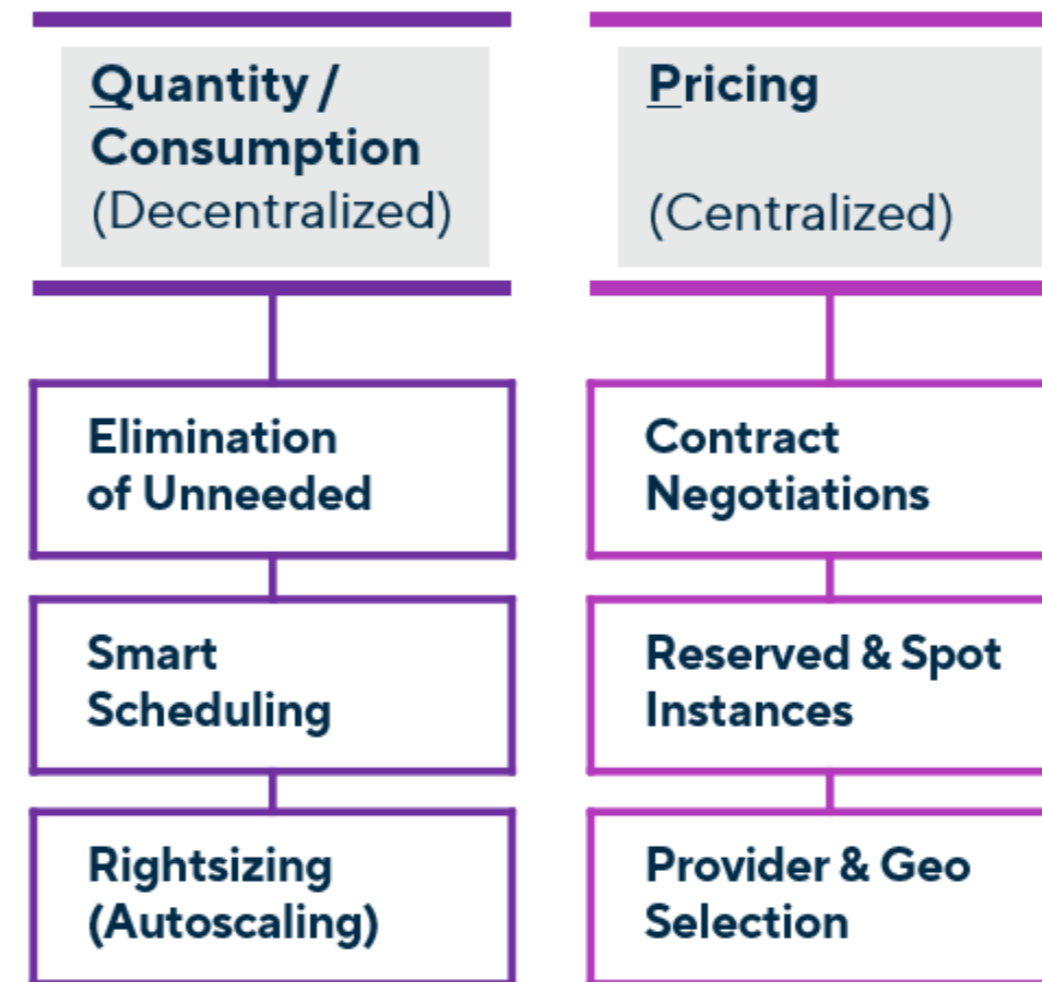 Quantity /
Consumption
(Decentralized)
Elimination
of Unneeded
Smart
Scheduling
Rightsizing
(Autoscaling)
Pricing
(Centralized)
Contract
Negotiations
Reserved & Spot
Instances
Provider & Geo
Selection